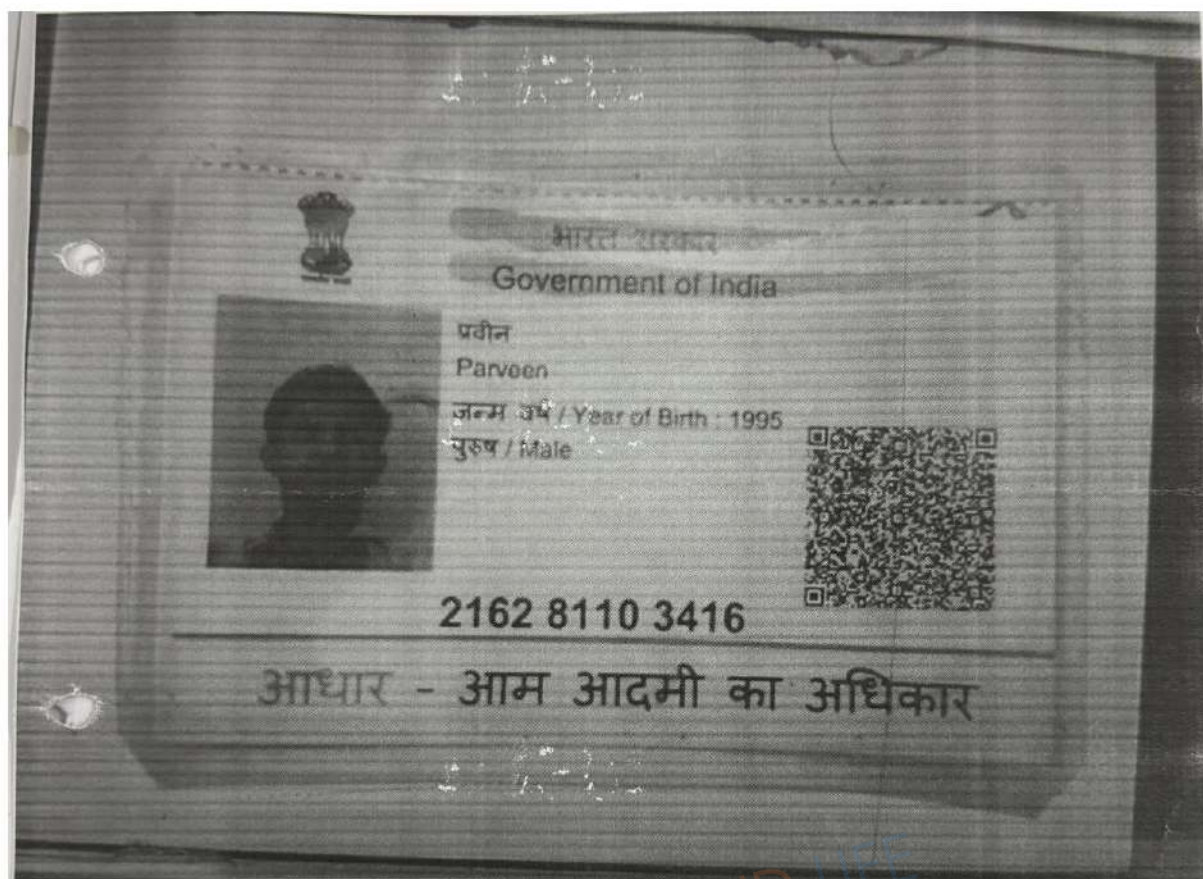 भारत सरकार
Government of India
प्रवीन
Parveen
जन्म वर्ष / Year of Birth : 1995
पुरुष / Male
2162 8110 3416
आधार - आम आदमी का अधिकार
LIFE